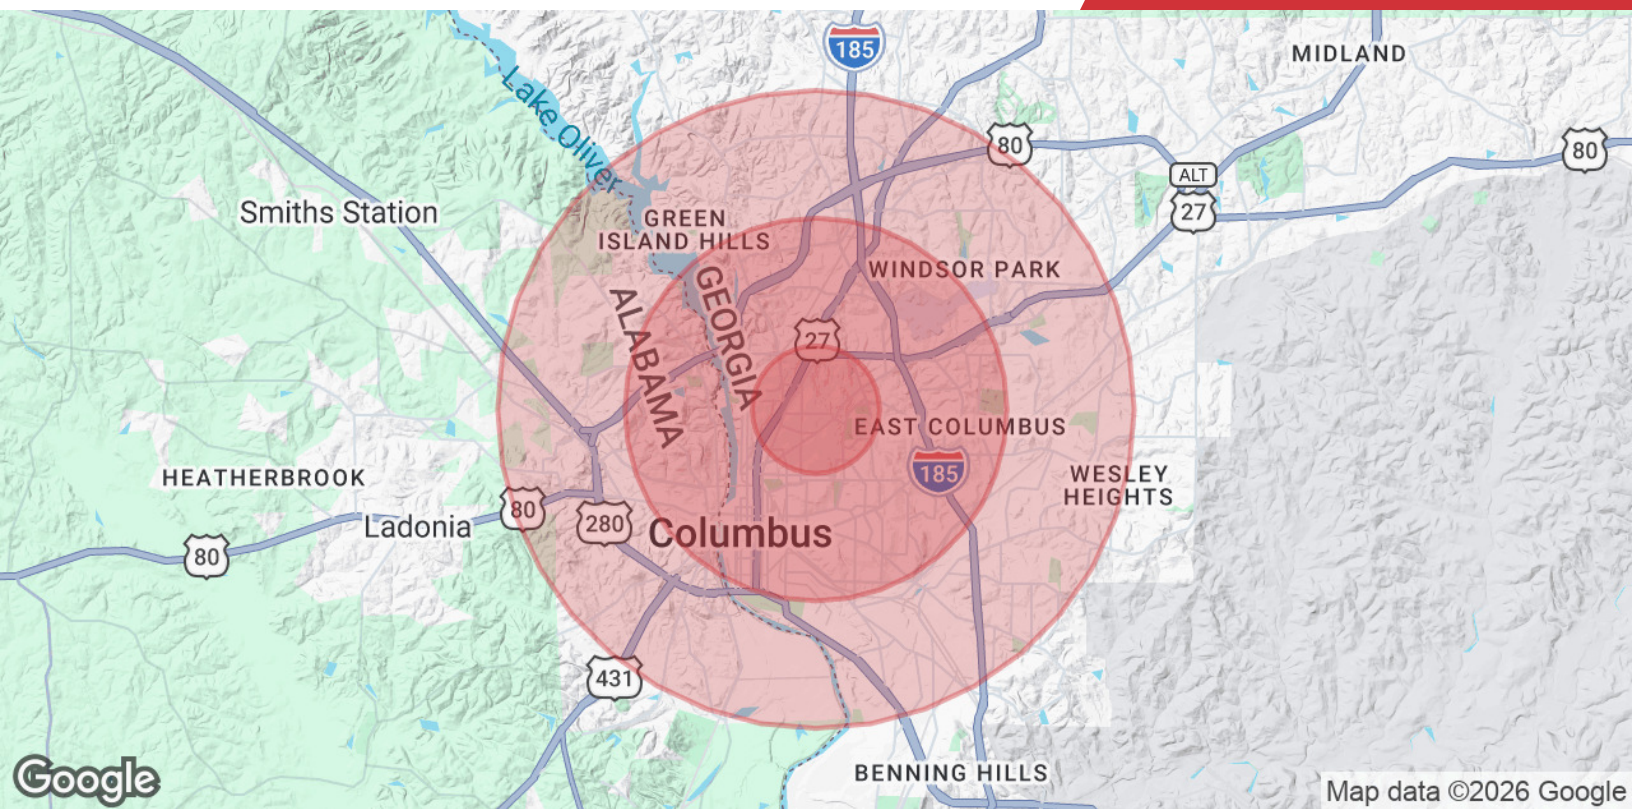 185
MIDLAND
Lake Oliver
80
80
ALT
27
Smiths Station
GREEN
ISLAND HILLS
WINDSOR PARK
GEORGIA
ALABAMA
27
EAST COLUMBUS
185
WESLEY
HEIGHTS
HEATHERBROOK
80
280
Columbus
Ladonia
80
431
BENNING HILLS
Google
Map data ©2026 Google